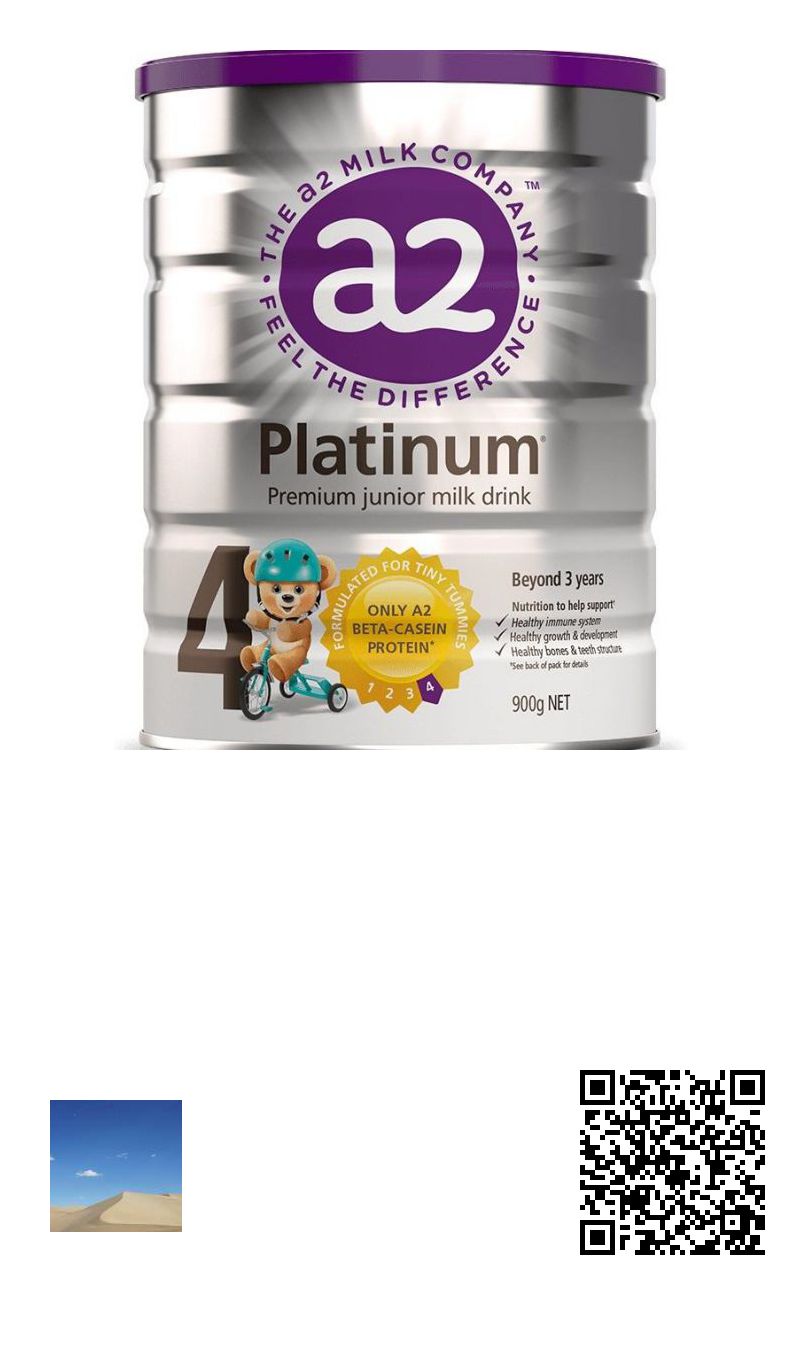 THE a2 MILK COMPANY
TM
a2
FEEL THE DIFFERENCE
Platinum®
Premium junior milk drink
4
FORMULATED FOR TINY TUMMIES
ONLY A2
BETA-CASEIN
PROTEIN*
1 2 3 4
Beyond 3 years
Nutrition to help support*
Healthy immune system
Healthy growth & development
Healthy bones & teeth structure
*See back of pack for details
900g NET